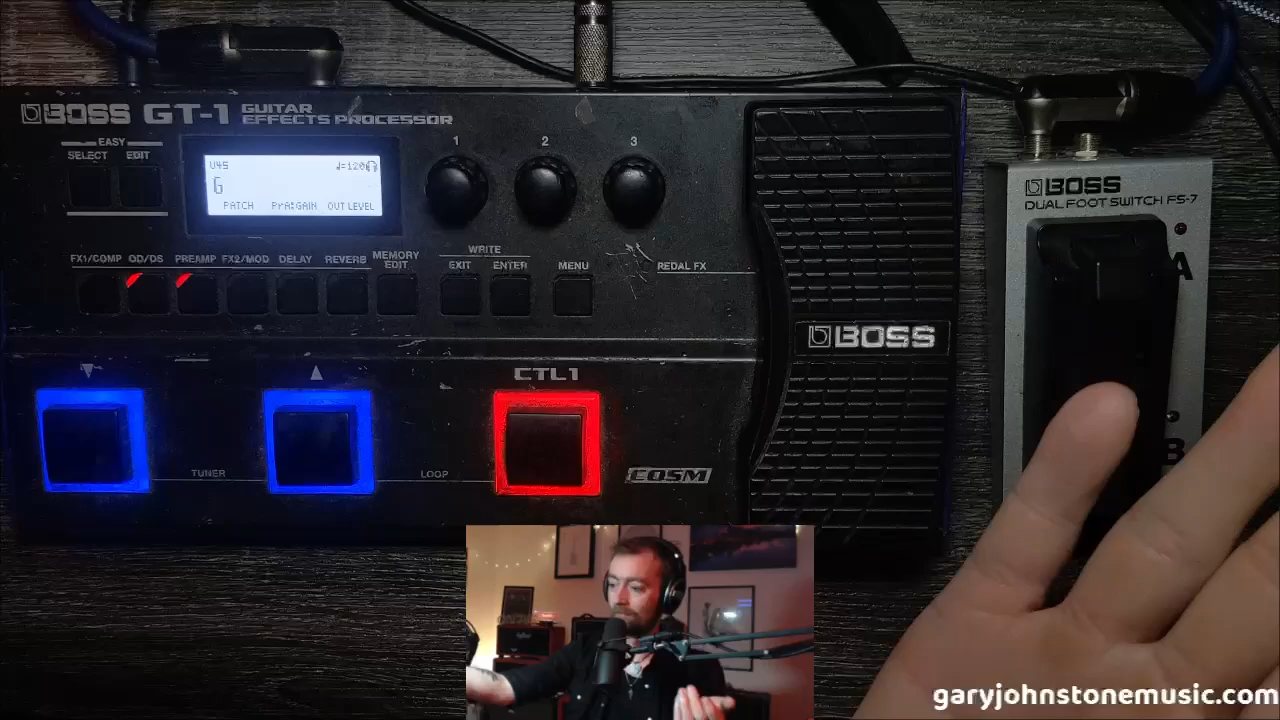 BOSS GT-1 GUITAR EFFECTS PROCESSOR
EASY
SELECT EDIT
U45 ♩=120
G
PATCH PrA:GAIN OUT LEVEL
1 2 3
FX1/COMP OD/DS PREAMP FX2/MOD DELAY REVERB MEMORY EDIT
WRITE
EXIT ENTER MENU
PEDAL FX
BOSS
▼ ▲ CTL1
TUNER LOOP
COSM
BOSS
DUAL FOOT SWITCH FS-7
A
B
garyjohnstonemusic.com